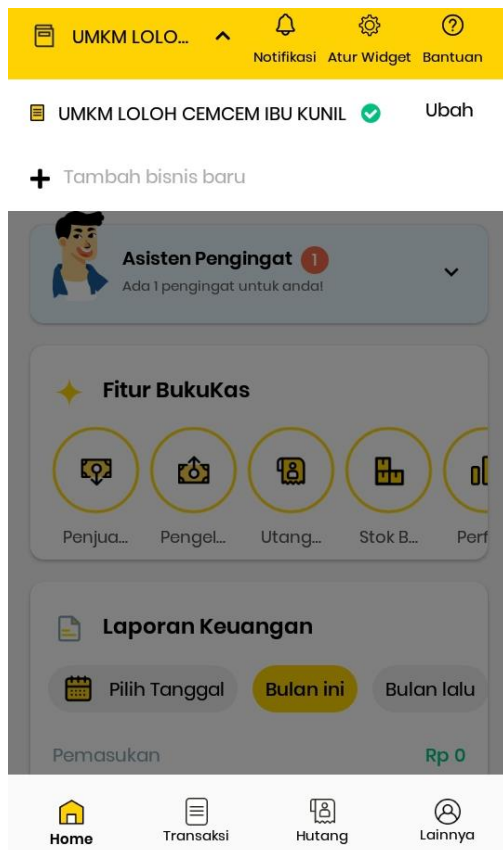 UMKM LOLO...
Notifikasi Atur Widget Bantuan
UMKM LOLOH CEMCEM IBU KUNIL Ubah
Tambah bisnis baru
Asisten Pengingat 1
Ada 1 pengingat untuk anda!
Fitur BukuKas
Penjua... Pengel... Utang... Stok B... Perf
Laporan Keuangan
Pilih Tanggal Bulan ini Bulan lalu
Pemasukan Rp 0
Home Transaksi Hutang Lainnya